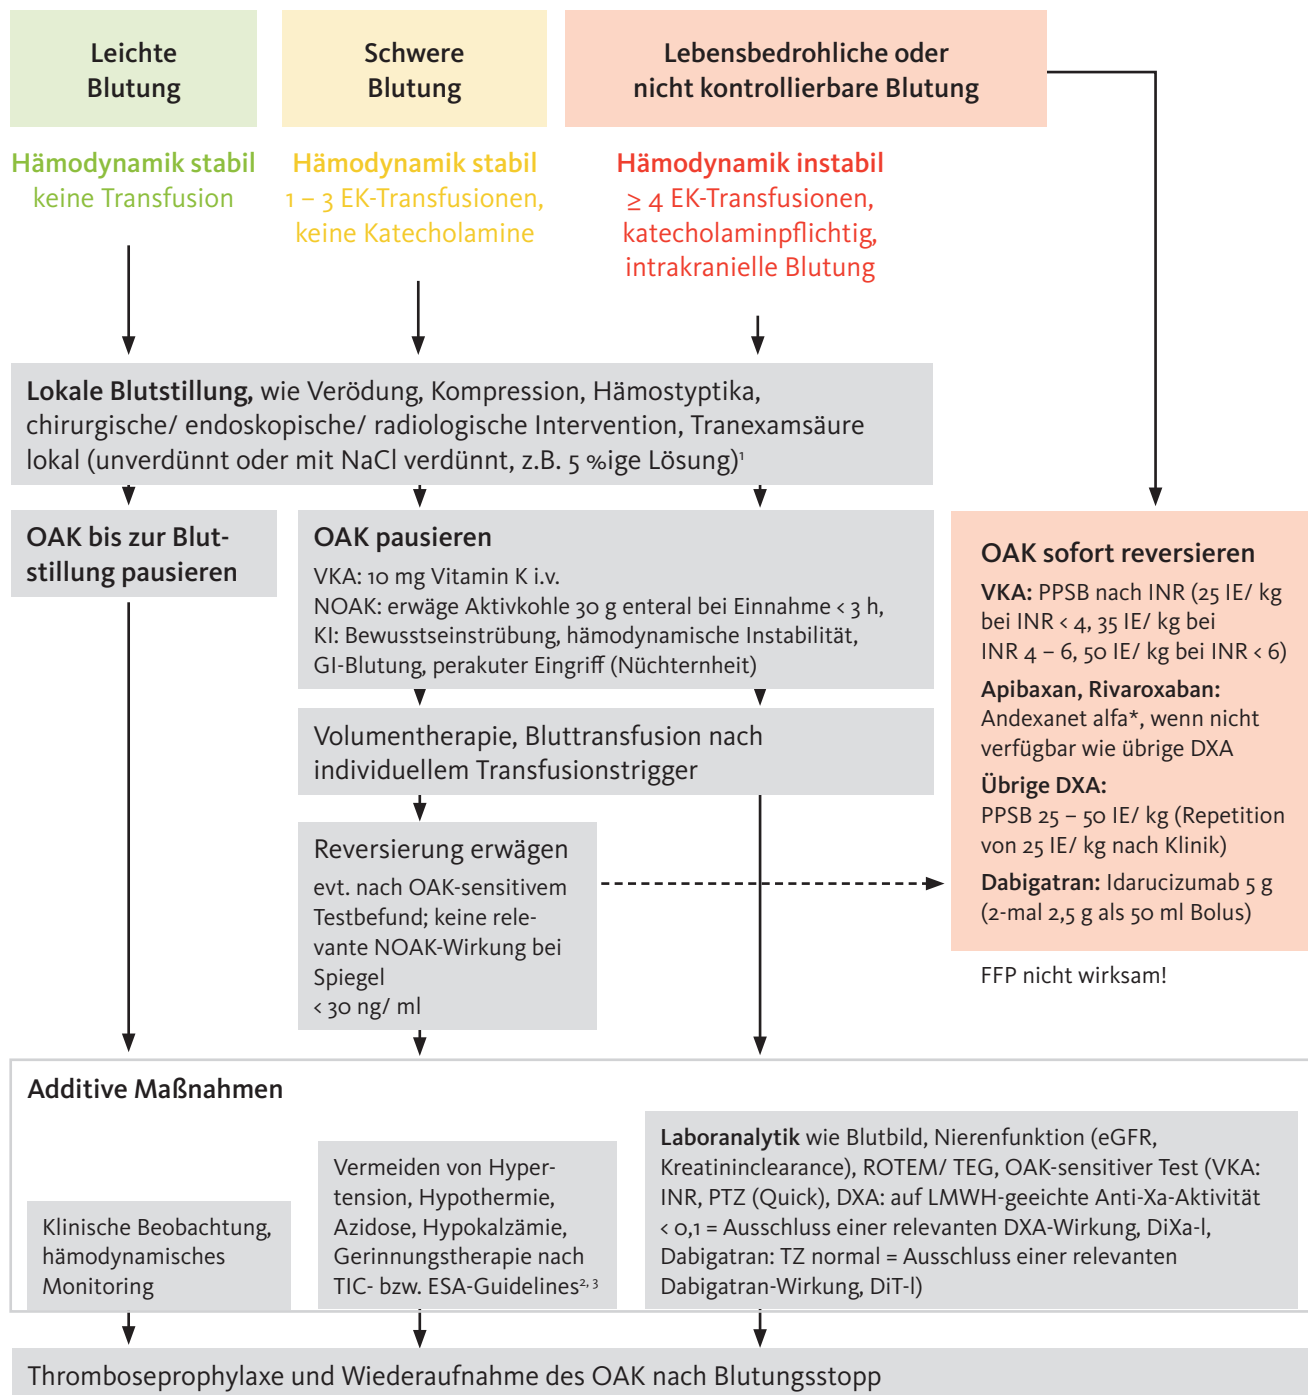 Leichte
Blutung
Schwere
Blutung
Lebensbedrohliche oder
nicht kontrollierbare Blutung
Hämodynamik stabil
keine Transfusion
Hämodynamik stabil
1 – 3 EK-Transfusionen,
keine Katecholamine
Hämodynamik instabil
≥ 4 EK-Transfusionen,
katecholaminpflichtig,
intrakranielle Blutung
Lokale Blutstillung, wie Verödung, Kompression, Hämostyptika,
chirurgische/ endoskopische/ radiologische Intervention, Tranexamsäure
lokal (unverdünnt oder mit NaCl verdünnt, z.B. 5 %ige Lösung)¹
OAK bis zur Blut-
stillung pausieren
OAK pausieren
VKA: 10 mg Vitamin K i.v.
NOAK: erwäge Aktivkohle 30 g enteral bei Einnahme < 3 h,
KI: Bewusstseinstrübung, hämodynamische Instabilität,
GI-Blutung, perakuter Eingriff (Nüchternheit)
Volumentherapie, Bluttransfusion nach
individuellem Transfusionstrigger
Reversierung erwägen
evt. nach OAK-sensitivem
Testbefund; keine rele-
vante NOAK-Wirkung bei
Spiegel
< 30 ng/ ml
OAK sofort reversieren
VKA: PPSB nach INR (25 IE/ kg
bei INR < 4, 35 IE/ kg bei
INR 4 – 6, 50 IE/ kg bei INR < 6)
Apibaxan, Rivaroxaban:
Andexanet alfa*, wenn nicht
verfügbar wie übrige DXA
Übrige DXA:
PPSB 25 – 50 IE/ kg (Repetition
von 25 IE/ kg nach Klinik)
Dabigatran: Idarucizumab 5 g
(2-mal 2,5 g als 50 ml Bolus)
FFP nicht wirksam!
Additive Maßnahmen
Klinische Beobachtung,
hämodynamisches
Monitoring
Vermeiden von Hyper-
tension, Hypothermie,
Azidose, Hypokalzämie,
Gerinnungstherapie nach
TIC- bzw. ESA-Guidelines²,³
Laboranalytik wie Blutbild, Nierenfunktion (eGFR,
Kreatininclearance), ROTEM/ TEG, OAK-sensitiver Test (VKA:
INR, PTZ (Quick), DXA: auf LMWH-geeichte Anti-Xa-Aktivität
< 0,1 = Ausschluss einer relevanten DXA-Wirkung, DiXa-l,
Dabigatran: TZ normal = Ausschluss einer relevanten
Dabigatran-Wirkung, DiT-l)
Thromboseprophylaxe und Wiederaufnahme des OAK nach Blutungsstopp